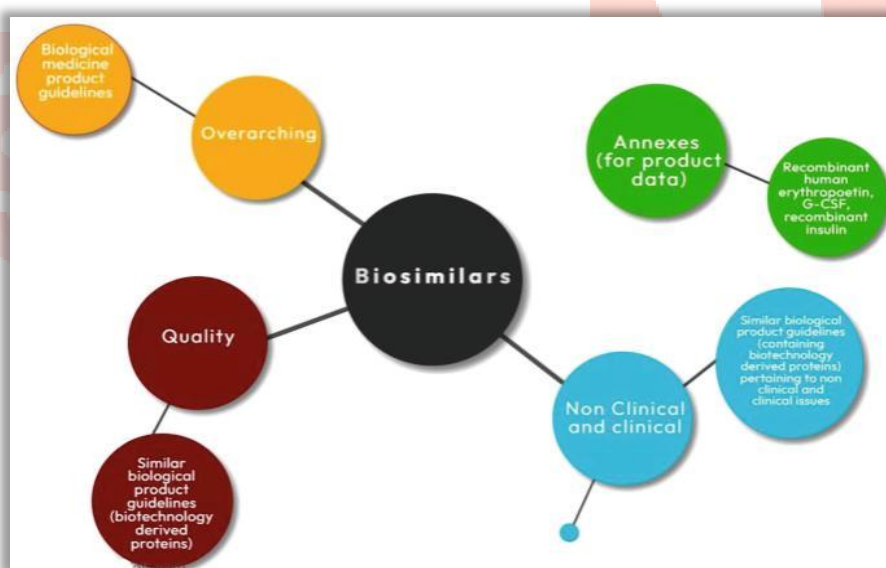 Biological
medicine
product
guidelines
Overarching
Annexes
(for product
data)
Recombinant
human
erythropoetin,
G-CSF,
recombinant
insulin
Biosimilars
Quality
Similar biological
product guidelines
(containing
biotechnology
derived proteins)
pertaining to non
clinical and
clinical issues
Non Clinical
and clinical
Similar
biological
product
guidelines
(biotechnology
derived
proteins)